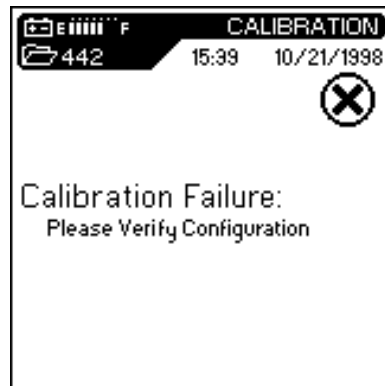 E F CALIBRATION
442 15:39 10/21/1998
Calibration Failure:
Please Verify Configuration